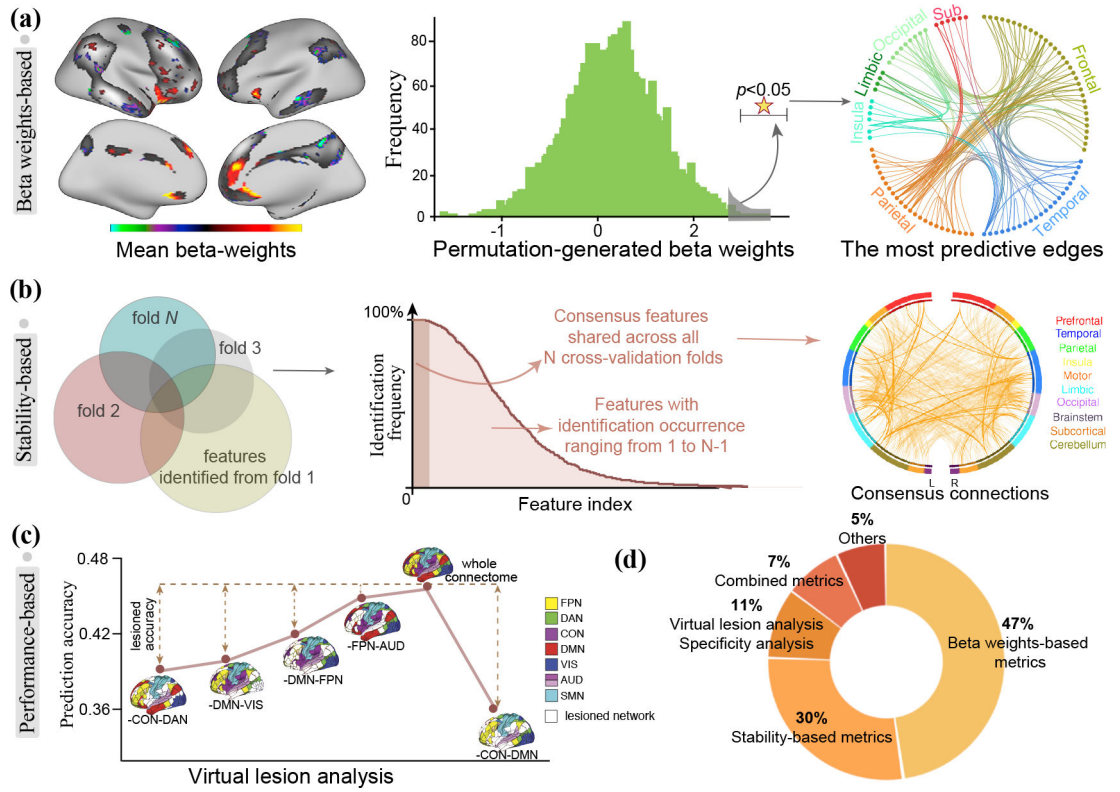 (a)
Beta weights-based
Mean beta-weights
Frequency
80
60
40
20
0
-1
0
2
Permutation-generated beta weights
p<0.05
Sub
Occipital
Limbic
Insula
Parietal
Temporal
Frontal
The most predictive edges
(b)
Stability-based
fold N
fold 3
fold 2
features
identified from fold 1
100%
Identification
frequency
0
Feature index
Consensus features
shared across all
N cross-validation folds
Features with
identification occurrence
ranging from 1 to N-1
L R
Prefrontal
Temporal
Parietal
Insula
Motor
Limbic
Occipital
Brainstem
Subcortical
Cerebellum
Consensus connections
(c)
Performance-based
Prediction accuracy
0.48
0.42
0.36
lesioned
accuracy
-CON-DAN
-DMN-VIS
-DMN-FPN
-FPN-AUD
whole
connectome
-CON-DMN
FPN
DAN
CON
DMN
VIS
AUD
SMN
lesioned network
Virtual lesion analysis
(d)
5%
Others
7%
Combined metrics
11%
Virtual lesion analysis
Specificity analysis
30%
Stability-based metrics
47%
Beta weights-based
metrics